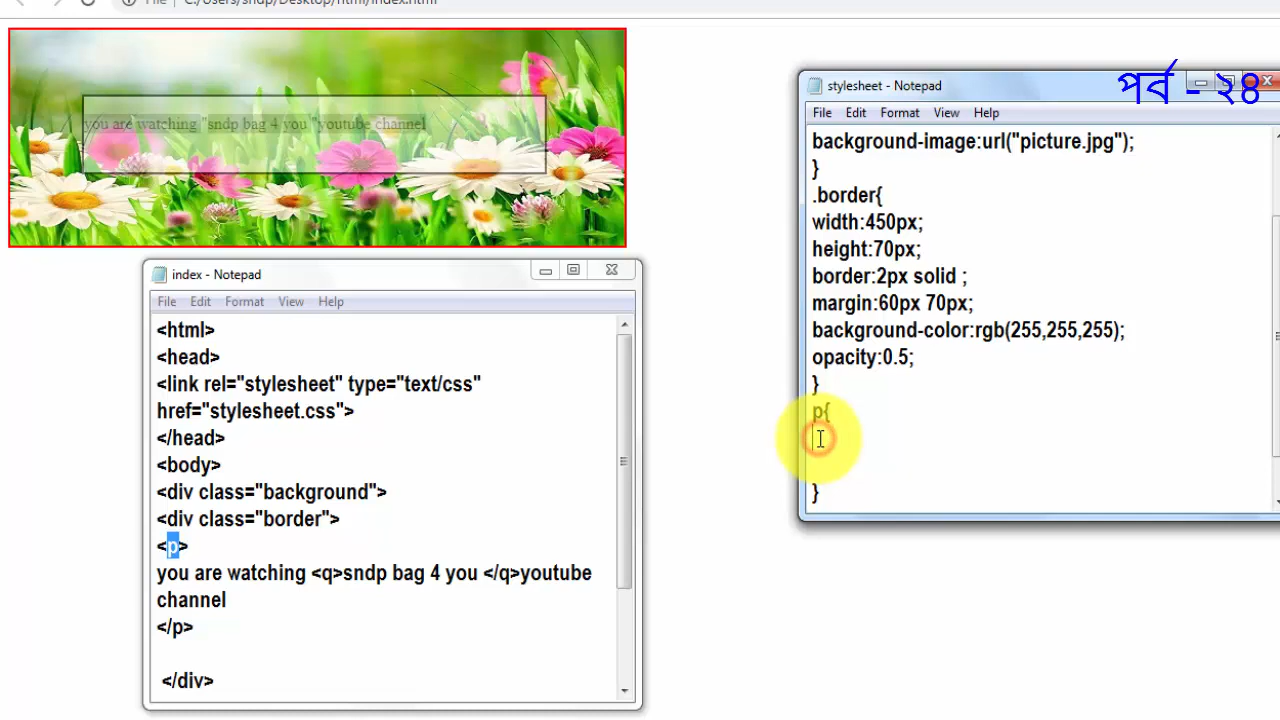 File | C:/Users/sndp/Desktop/html/index.html
you are watching "sndp bag 4 you "youtube channel
পর্ব - ২৪
stylesheet - Notepad
File Edit Format View Help
background-image:url("picture.jpg");
}
.border{
width:450px;
height:70px;
border:2px solid ;
margin:60px 70px;
background-color:rgb(255,255,255);
opacity:0.5;
}
p{
}
index - Notepad
File Edit Format View Help
<html>
<head>
<link rel="stylesheet" type="text/css"
href="stylesheet.css">
</head>
<body>
<div class="background">
<div class="border">
<p>
you are watching <q>sndp bag 4 you </q>youtube
channel
</p>
</div>